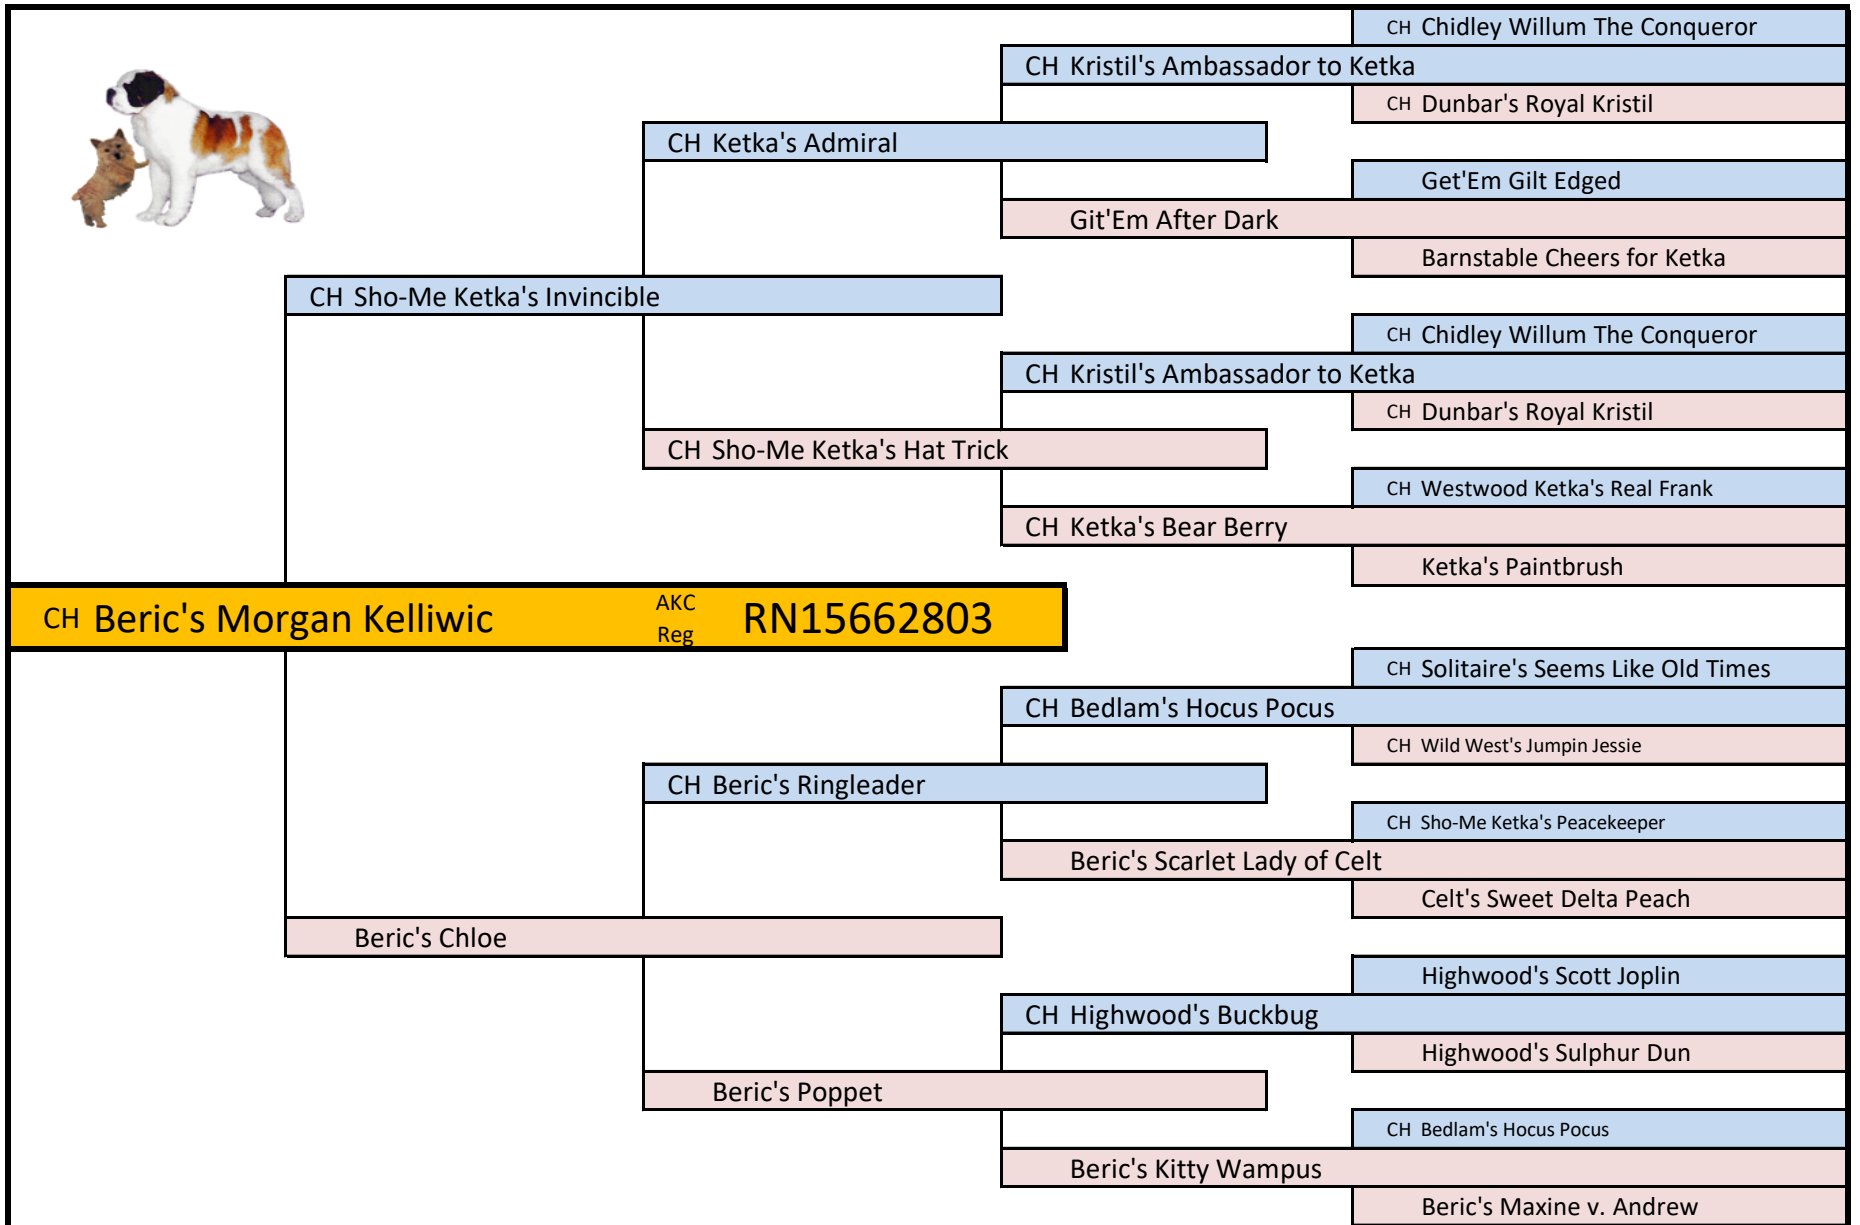 CH Chidley Willum The Conqueror
CH Kristil's Ambassador to Ketka
CH Dunbar's Royal Kristil
CH Ketka's Admiral
Get'Em Gilt Edged
Git'Em After Dark
Barnstable Cheers for Ketka
CH Sho-Me Ketka's Invincible
CH Chidley Willum The Conqueror
CH Kristil's Ambassador to Ketka
CH Dunbar's Royal Kristil
CH Sho-Me Ketka's Hat Trick
CH Westwood Ketka's Real Frank
CH Ketka's Bear Berry
Ketka's Paintbrush
CH Beric's Morgan Kelliwic AKC Reg RN15662803
CH Solitaire's Seems Like Old Times
CH Bedlam's Hocus Pocus
CH Wild West's Jumpin Jessie
CH Beric's Ringleader
CH Sho-Me Ketka's Peacekeeper
Beric's Scarlet Lady of Celt
Celt's Sweet Delta Peach
Beric's Chloe
Highwood's Scott Joplin
CH Highwood's Buckbug
Highwood's Sulphur Dun
Beric's Poppet
CH Bedlam's Hocus Pocus
Beric's Kitty Wampus
Beric's Maxine v. Andrew